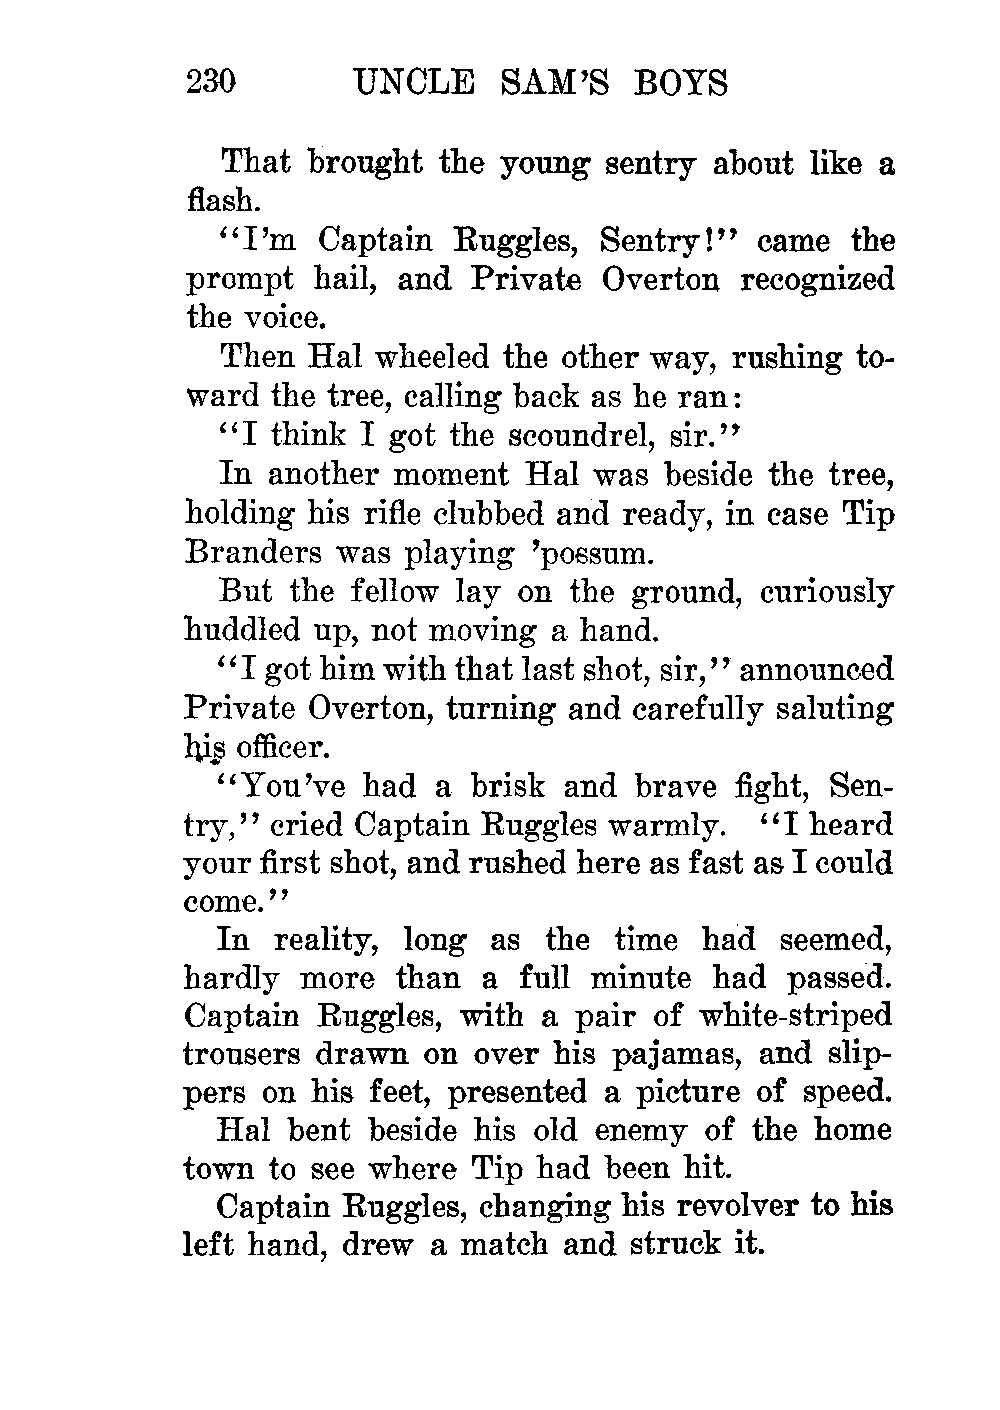 230 UNCLE SAM'S BOYS
That brought the young sentry about like a
flash.
"I'm Captain Ruggles, Sentry!" came the
prompt hail, and Private Overton recognized
the voice.
Then Hal wheeled the other way, rushing to-
ward the tree, calling back as he ran:
"I think I got the scoundrel, sir."
In another moment Hal was beside the tree,
holding his rifle clubbed and ready, in case Tip
Branders was playing 'possum.
But the fellow lay on the ground, curiously
huddled up, not moving a hand.
"I got him with that last shot, sir," announced
Private Overton, turning and carefully saluting
his officer.
"You've had a brisk and brave fight, Sen-
try," cried Captain Ruggles warmly. "I heard
your first shot, and rushed here as fast as I could
come."
In reality, long as the time had seemed,
hardly more than a full minute had passed.
Captain Ruggles, with a pair of white-striped
trousers drawn on over his pajamas, and slip-
pers on his feet, presented a picture of speed.
Hal bent beside his old enemy of the home
town to see where Tip had been hit.
Captain Ruggles, changing his revolver to his
left hand, drew a match and struck it.